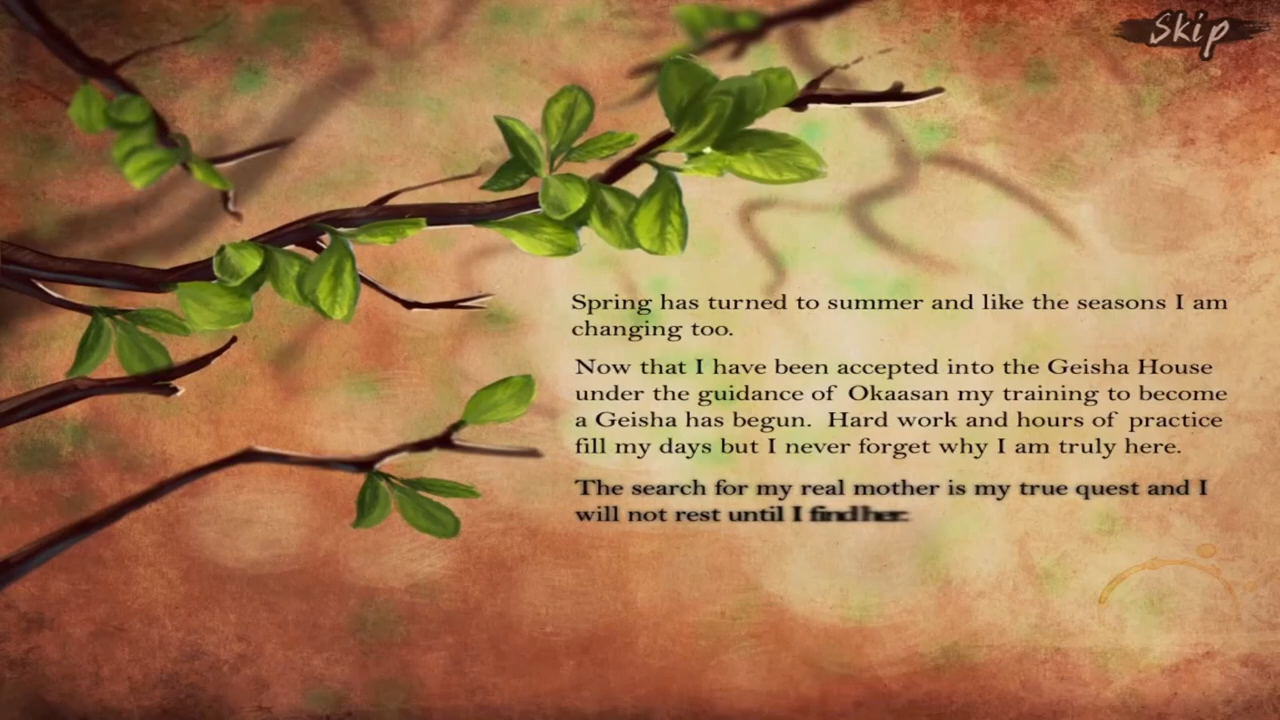 Skip
Spring has turned to summer and like the seasons I am
changing too.
Now that I have been accepted into the Geisha House
under the guidance of Okaasan my training to become
a Geisha has begun. Hard work and hours of practice
fill my days but I never forget why I am truly here.
The search for my real mother is my true quest and I
will not rest until I find her.